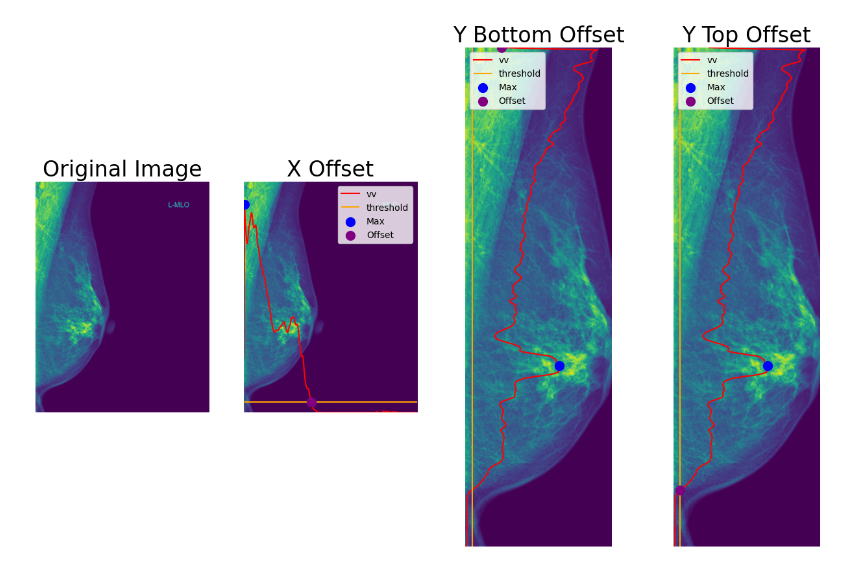 Original Image
L-MLO
X Offset
vv
threshold
Max
Offset
Y Bottom Offset
vv
threshold
Max
Offset
Y Top Offset
vv
threshold
Max
Offset